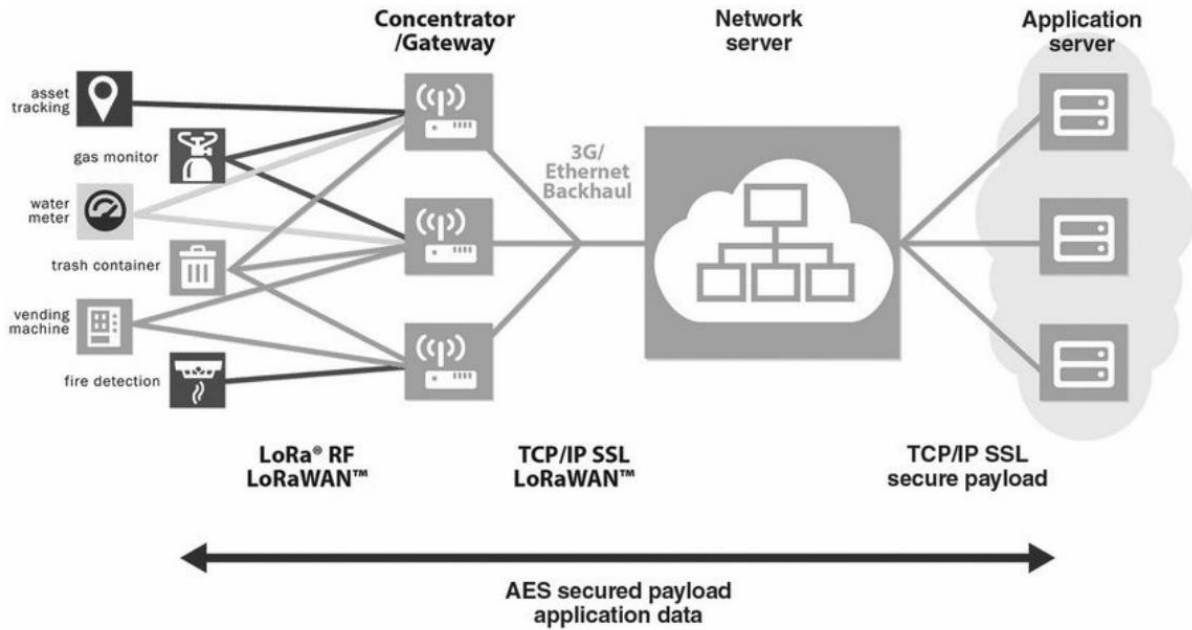 Concentrator
/Gateway
Network
server
Application
server
asset
tracking
gas monitor
water
meter
trash container
vending
machine
fire detection
3G/
Ethernet
Backhaul
LoRa® RF
LoRaWAN™
TCP/IP SSL
LoRaWAN™
TCP/IP SSL
secure payload
AES secured payload
application data